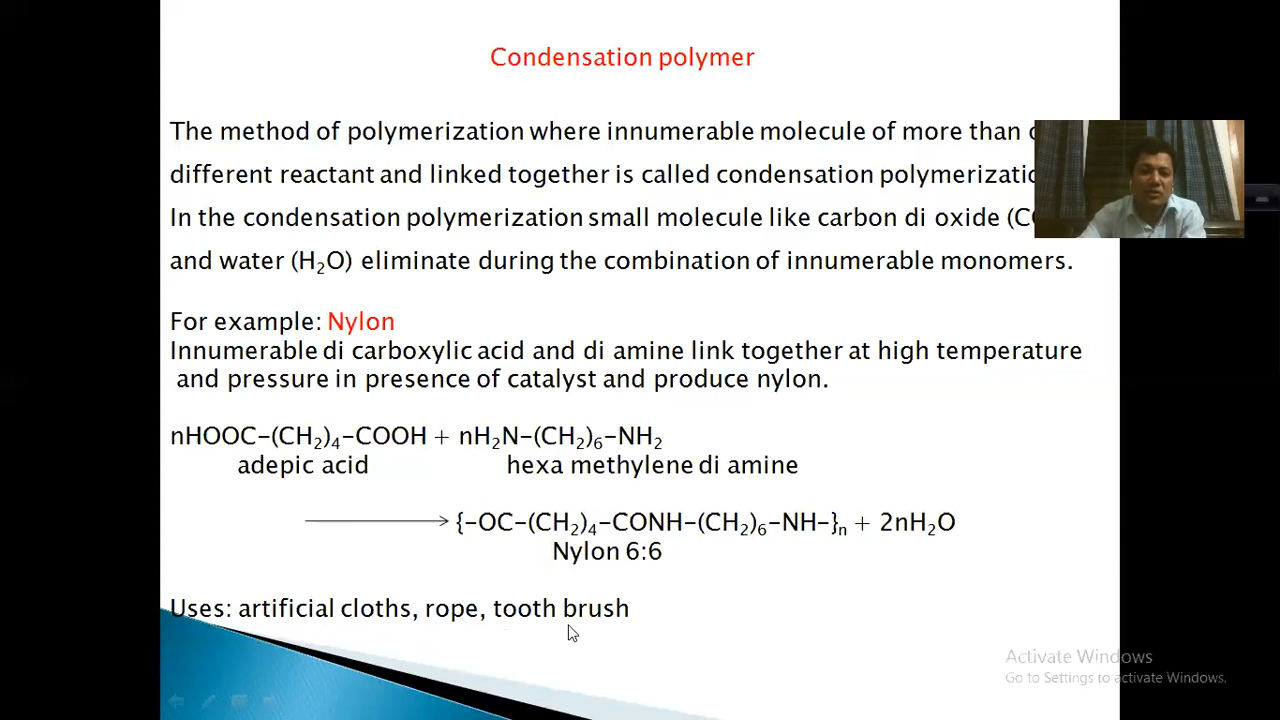 Condensation polymer
The method of polymerization where innumerable molecule of more than
different reactant and linked together is called condensation
In the condensation polymerization small molecule like carbon di oxide
and water (H₂O) eliminate during the combination of innumerable monomers.
For example: Nylon
Innumerable di carboxylic acid and di amine link together at high temperature
and pressure in presence of catalyst and produce nylon.
nHOOC-(CH₂)₄-COOH + nH₂N-(CH₂)₆-NH₂
adepic acid hexa methylene di amine
{-OC-(CH₂)₄-CONH-(CH₂)₆-NH-}ₙ + 2nH₂O
Nylon 6:6
Uses: artificial cloths, rope, tooth brush
Activate Windows
Go to Settings to activate Windows.